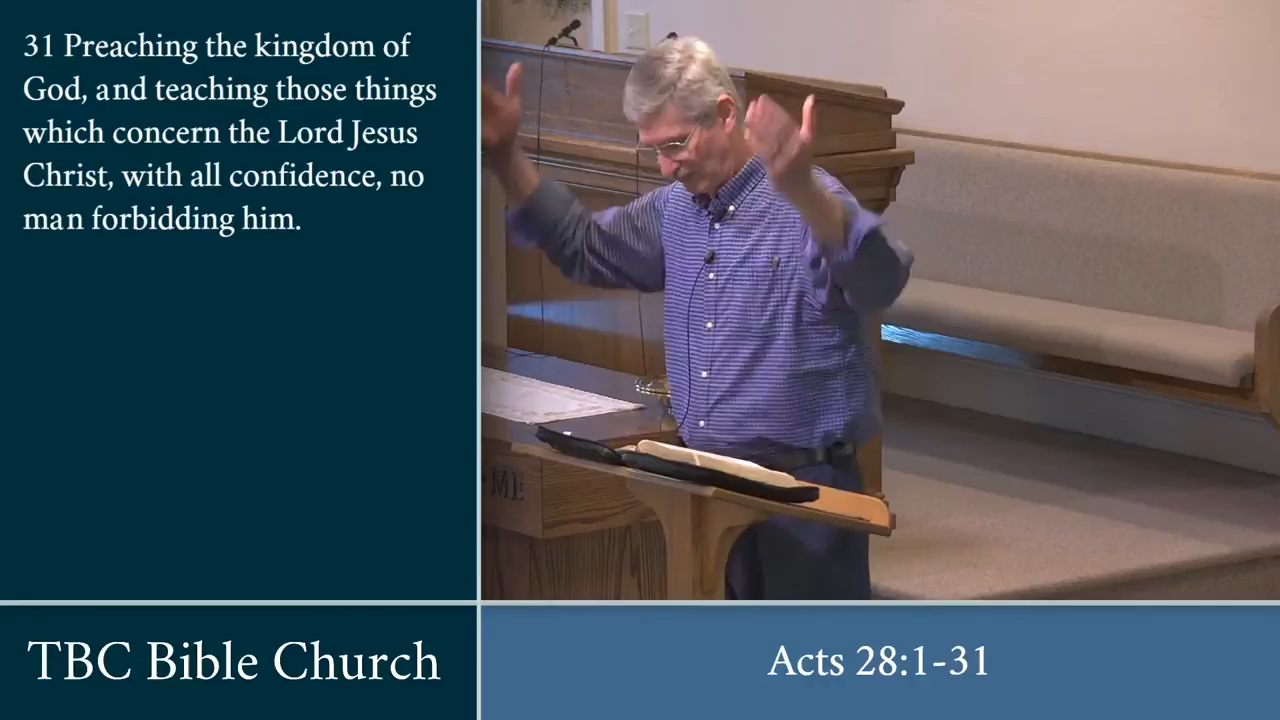 31 Preaching the kingdom of
God, and teaching those things
which concern the Lord Jesus
Christ, with all confidence, no
man forbidding him.
ME
TBC Bible Church
Acts 28:1-31